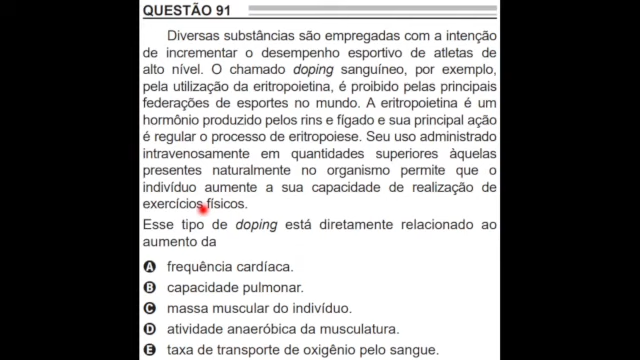 QUESTÃO 91
Diversas substâncias são empregadas com a intenção
de incrementar o desempenho esportivo de atletas de
alto nível. O chamado doping sanguíneo, por exemplo,
pela utilização da eritropoietina, é proibido pelas principais
federações de esportes no mundo. A eritropoietina é um
hormônio produzido pelos rins e fígado e sua principal ação
é regular o processo de eritropoiese. Seu uso administrado
intravenosamente em quantidades superiores àquelas
presentes naturalmente no organismo permite que o
indivíduo aumente a sua capacidade de realização de
exercícios físicos.
Esse tipo de doping está diretamente relacionado ao
aumento da
A frequência cardíaca.
B capacidade pulmonar.
C massa muscular do indivíduo.
D atividade anaeróbica da musculatura.
E taxa de transporte de oxigênio pelo sangue.